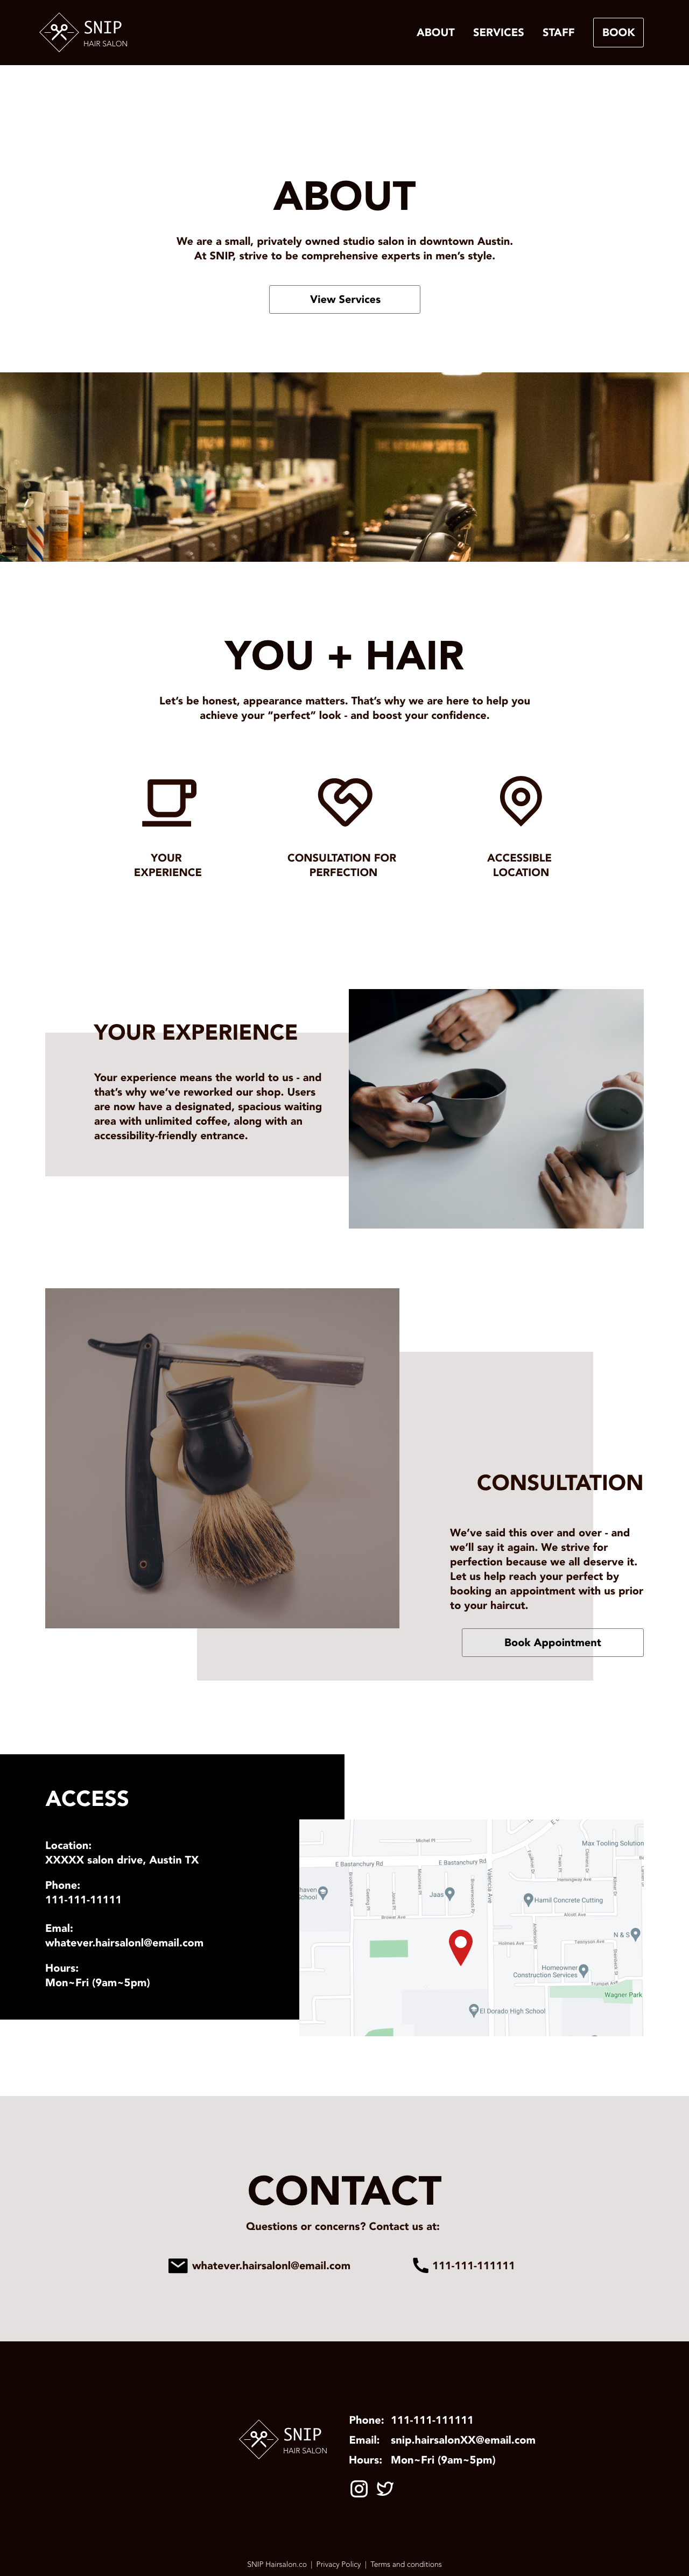 SNIP
HAIR SALON
ABOUT SERVICES STAFF BOOK
ABOUT
We are a small, privately owned studio salon in downtown Austin.
At SNIP, strive to be comprehensive experts in men’s style.
View Services
YOU + HAIR
Let’s be honest, appearance matters. That’s why we are here to help you
achieve your “perfect” look - and boost your confidence.
YOUR
EXPERIENCE
CONSULTATION FOR
PERFECTION
ACCESSIBLE
LOCATION
YOUR EXPERIENCE
Your experience means the world to us - and
that’s why we’ve reworked our shop. Users
are now have a designated, spacious waiting
area with unlimited coffee, along with an
accessibility-friendly entrance.
CONSULTATION
We’ve said this over and over - and
we’ll say it again. We strive for
perfection because we all deserve it.
Let us help reach your perfect by
booking an appointment with us prior
to your haircut.
Book Appointment
ACCESS
Location:
XXXXX salon drive, Austin TX
Phone:
111-111-11111
Emal:
whatever.hairsalonl@email.com
Hours:
Mon~Fri (9am~5pm)
Michel Pl
Max Tooling Solution
E Bastanchury Rd
E Bastanchury Rd
Valencia Ave
haven
School
Jaas
Hamil Concrete Cutting
N & S
Homeowner
Construction Services
Wagner Park
El Dorado High School
CONTACT
Questions or concerns? Contact us at:
whatever.hairsalonl@email.com
111-111-111111
SNIP
HAIR SALON
Phone: 111-111-111111
Email: snip.hairsalonXX@email.com
Hours: Mon~Fri (9am~5pm)
SNIP Hairsalon.co | Privacy Policy | Terms and conditions